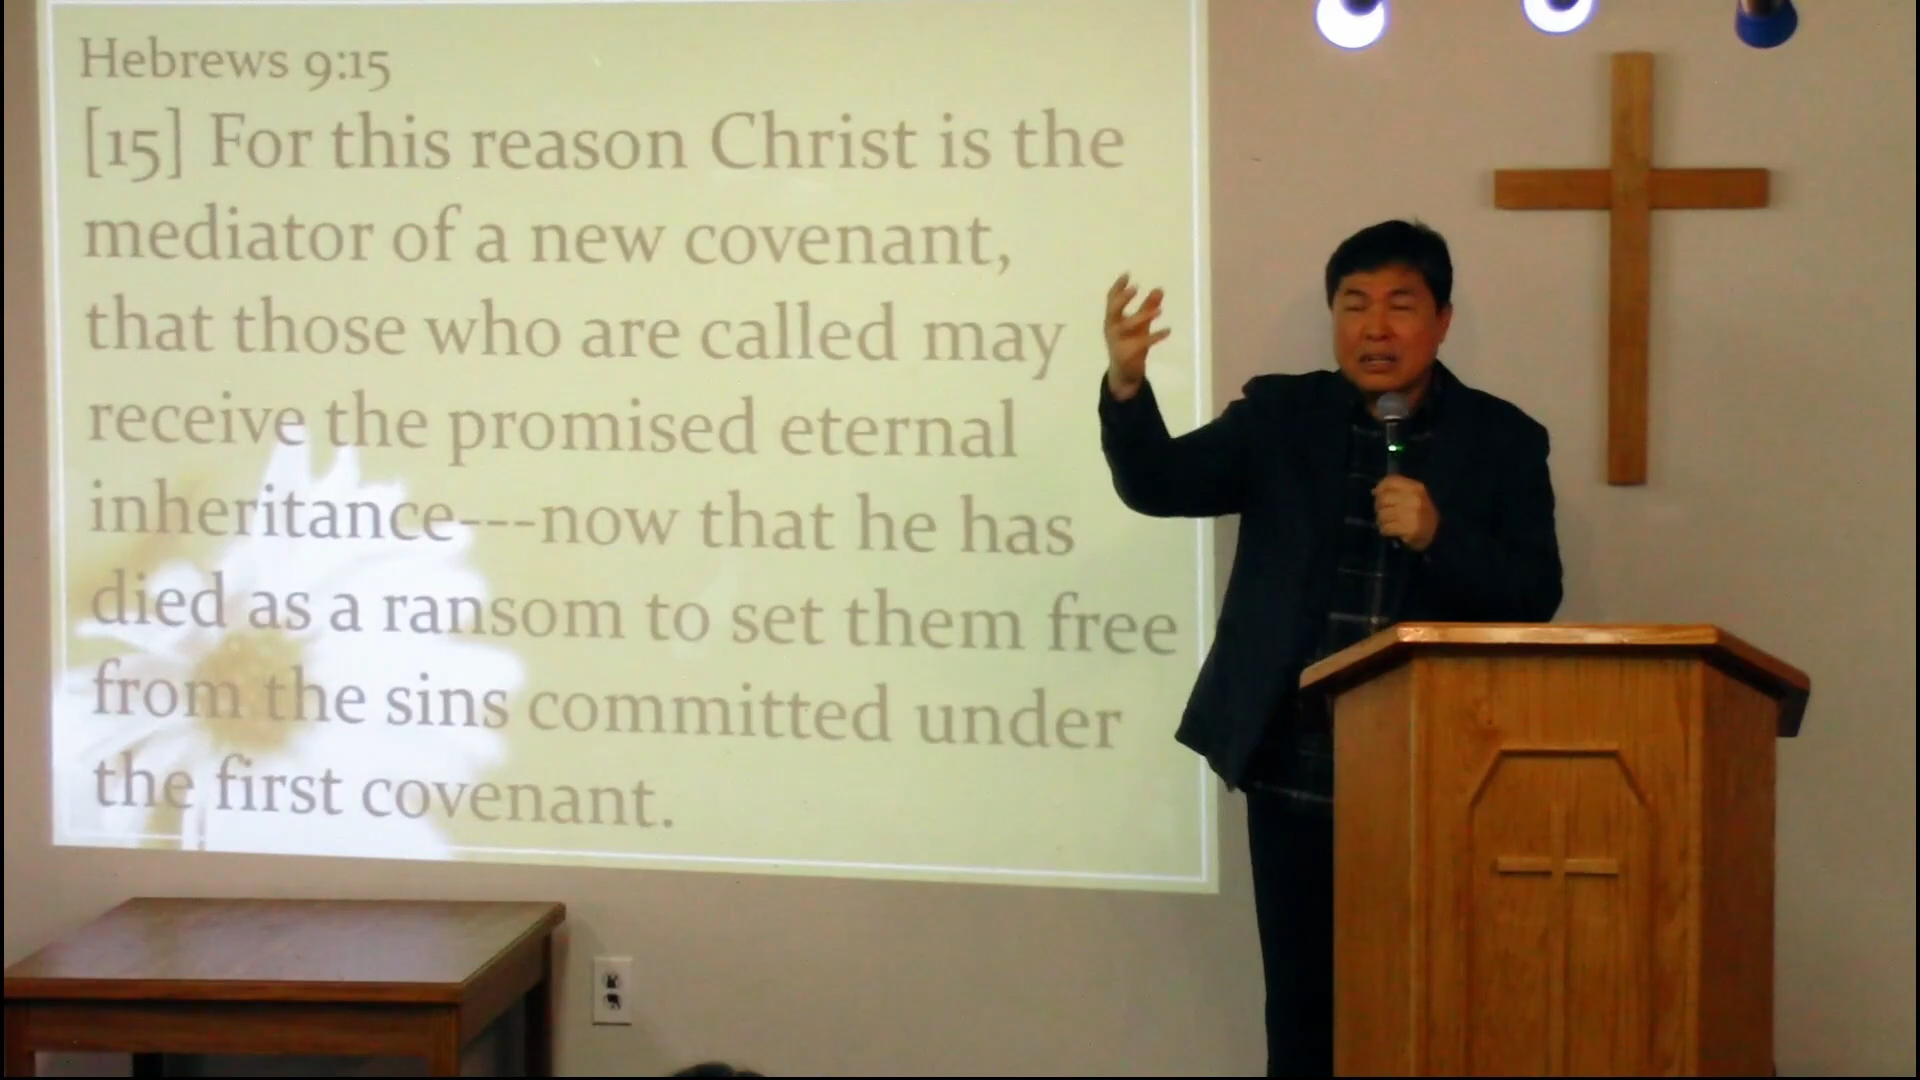 Hebrews 9:15
[15] For this reason Christ is the
mediator of a new covenant,
that those who are called may
receive the promised eternal
inheritance---now that he has
died as a ransom to set them free
from the sins committed under
the first covenant.